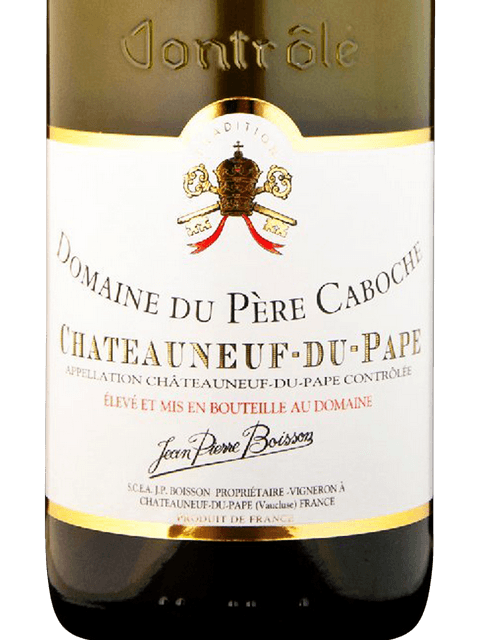 Contrôlé
TRADITION
DOMAINE DU PÈRE CABOCHE
CHATEAUNEUF-DU-PAPE
APPELLATION CHÂTEAUNEUF-DU-PAPE CONTRÔLÉE
ÉLEVÉ ET MIS EN BOUTEILLE AU DOMAINE
Jean Pierre Boisson
S.C.E.A. J.P. BOISSON PROPRIÉTAIRE -VIGNERON À
CHATEAUNEUF-DU-PAPE (Vaucluse) FRANCE
PRODUIT DE FRANCE